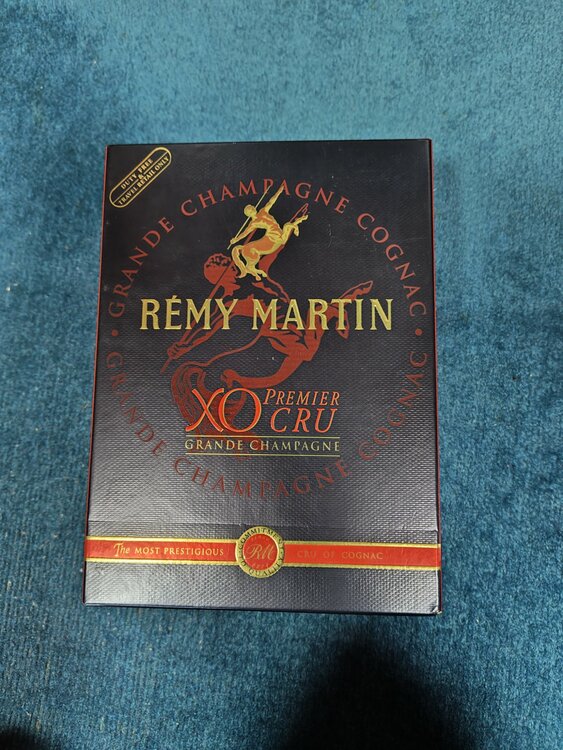 DUTY FREE
&
TRAVEL RETAIL ONLY
GRANDE CHAMPAGNE COGNAC
RÉMY MARTIN
XO PREMIER CRU
GRANDE CHAMPAGNE
GRANDE CHAMPAGNE COGNAC
The MOST PRESTIGIOUS
RM
CRU OF COGNAC